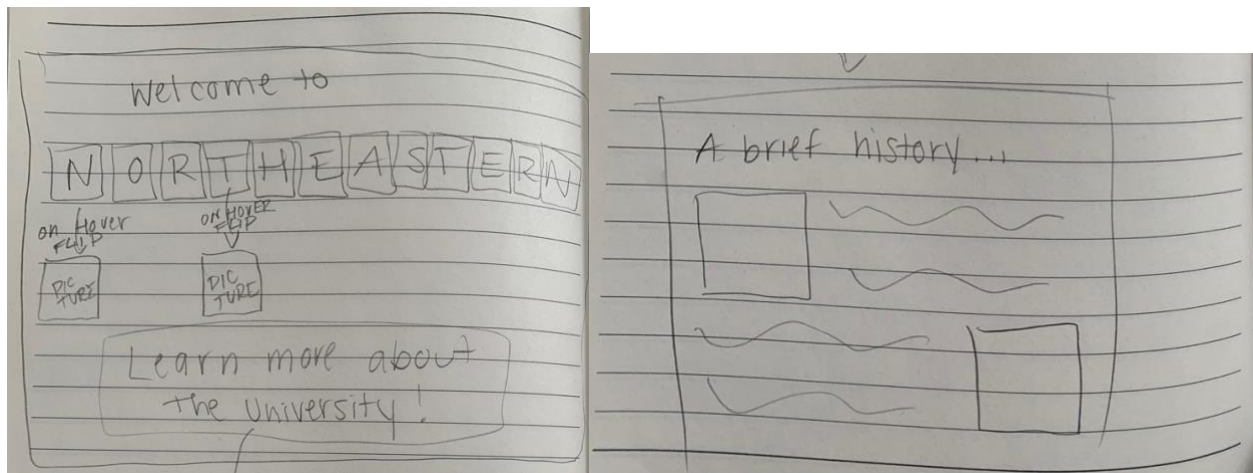 Welcome to
NORTHEASTERN
on Hover
FLIP
ON HOVER
FLIP
PIC
TURE
PIC
TURE
Learn more about
the university!
A brief history...